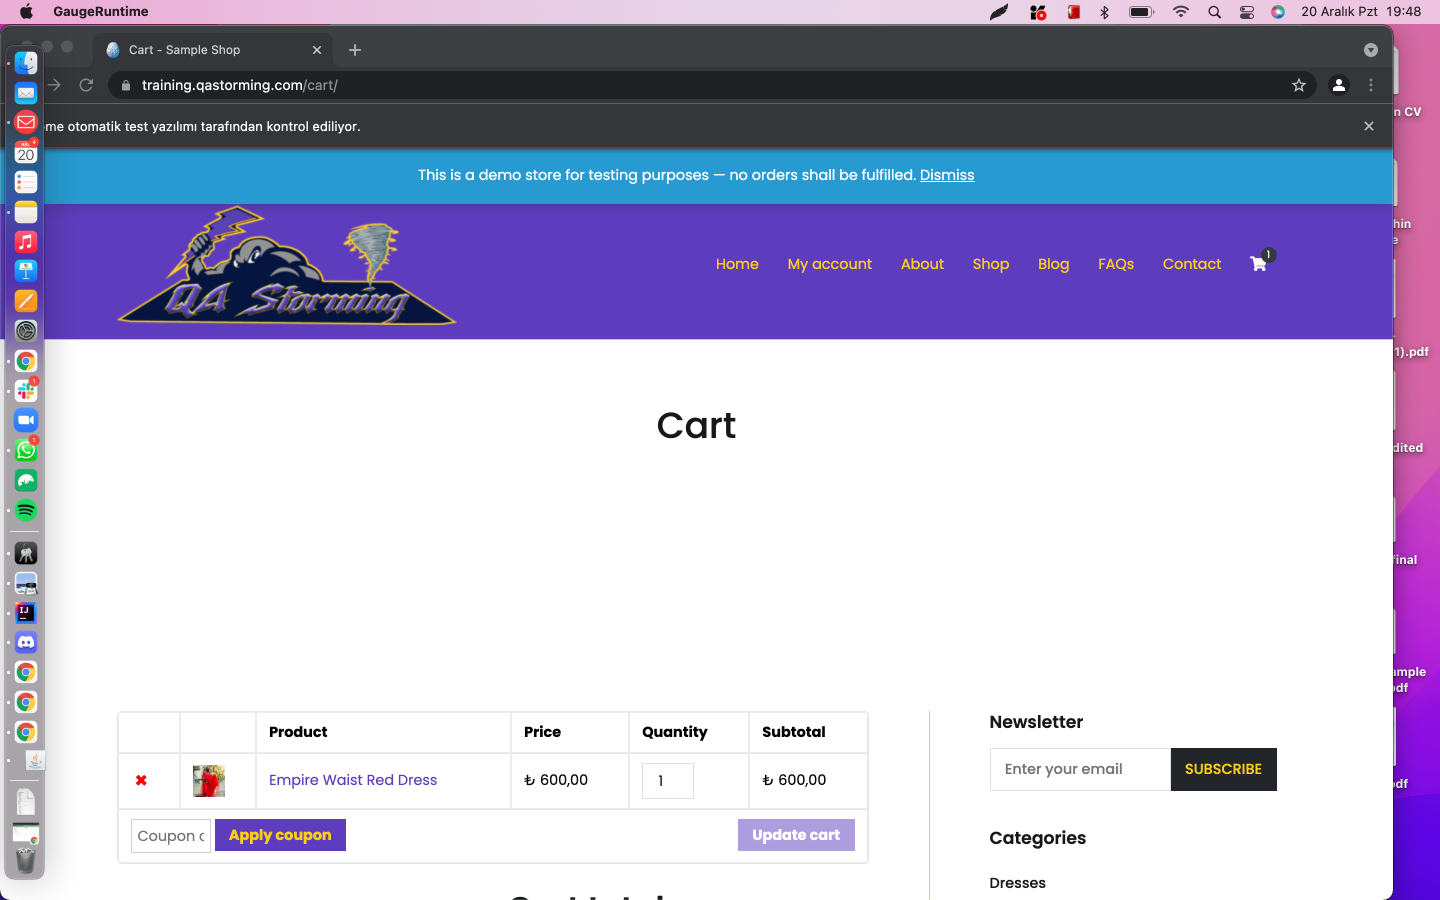 GaugeRuntime
20 Aralık Pzt 19:48
Cart - Sample Shop
training.qastorming.com/cart/
me otomatik test yazılımı tarafından kontrol ediliyor.
This is a demo store for testing purposes — no orders shall be fulfilled. Dismiss
QA Storming
Home
My account
About
Shop
Blog
FAQs
Contact
1
Cart
Product
Price
Quantity
Subtotal
Empire Waist Red Dress
₺ 600,00
1
₺ 600,00
Coupon c
Apply coupon
Update cart
Newsletter
Enter your email
SUBSCRIBE
Categories
Dresses
n CV
hin
e
1).pdf
dited
final
ample
df
df
20